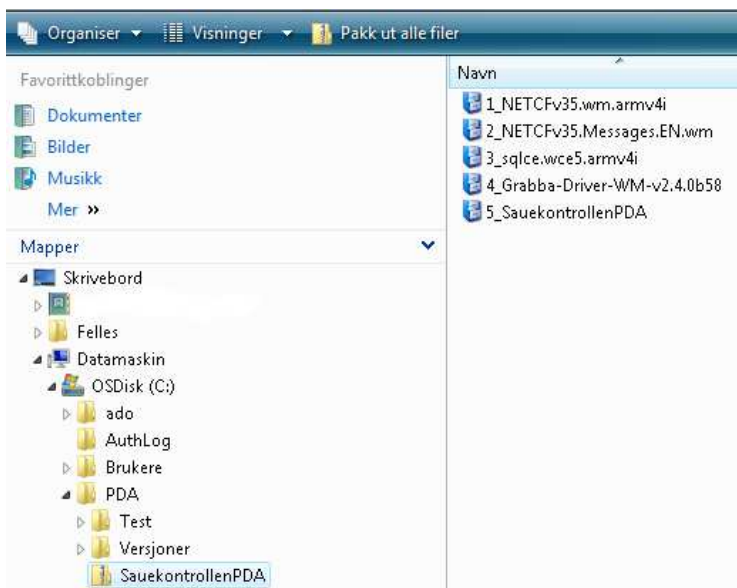 Organiser Visninger Pakk ut alle filer
Favorittkoblinger
Dokumenter
Bilder
Musikk
Mer »
Mapper
Skrivebord
Felles
Datamaskin
OSDisk (C:)
ado
AuthLog
Brukere
PDA
Test
Versjoner
SauekontrollenPDA
Navn
1_NETCFv35.wm.armv4i
2_NETCFv35.Messages.EN.wm
3_sqlce.wce5.armv4i
4_Grabba-Driver-WM-v2.4.0b58
5_SauekontrollenPDA